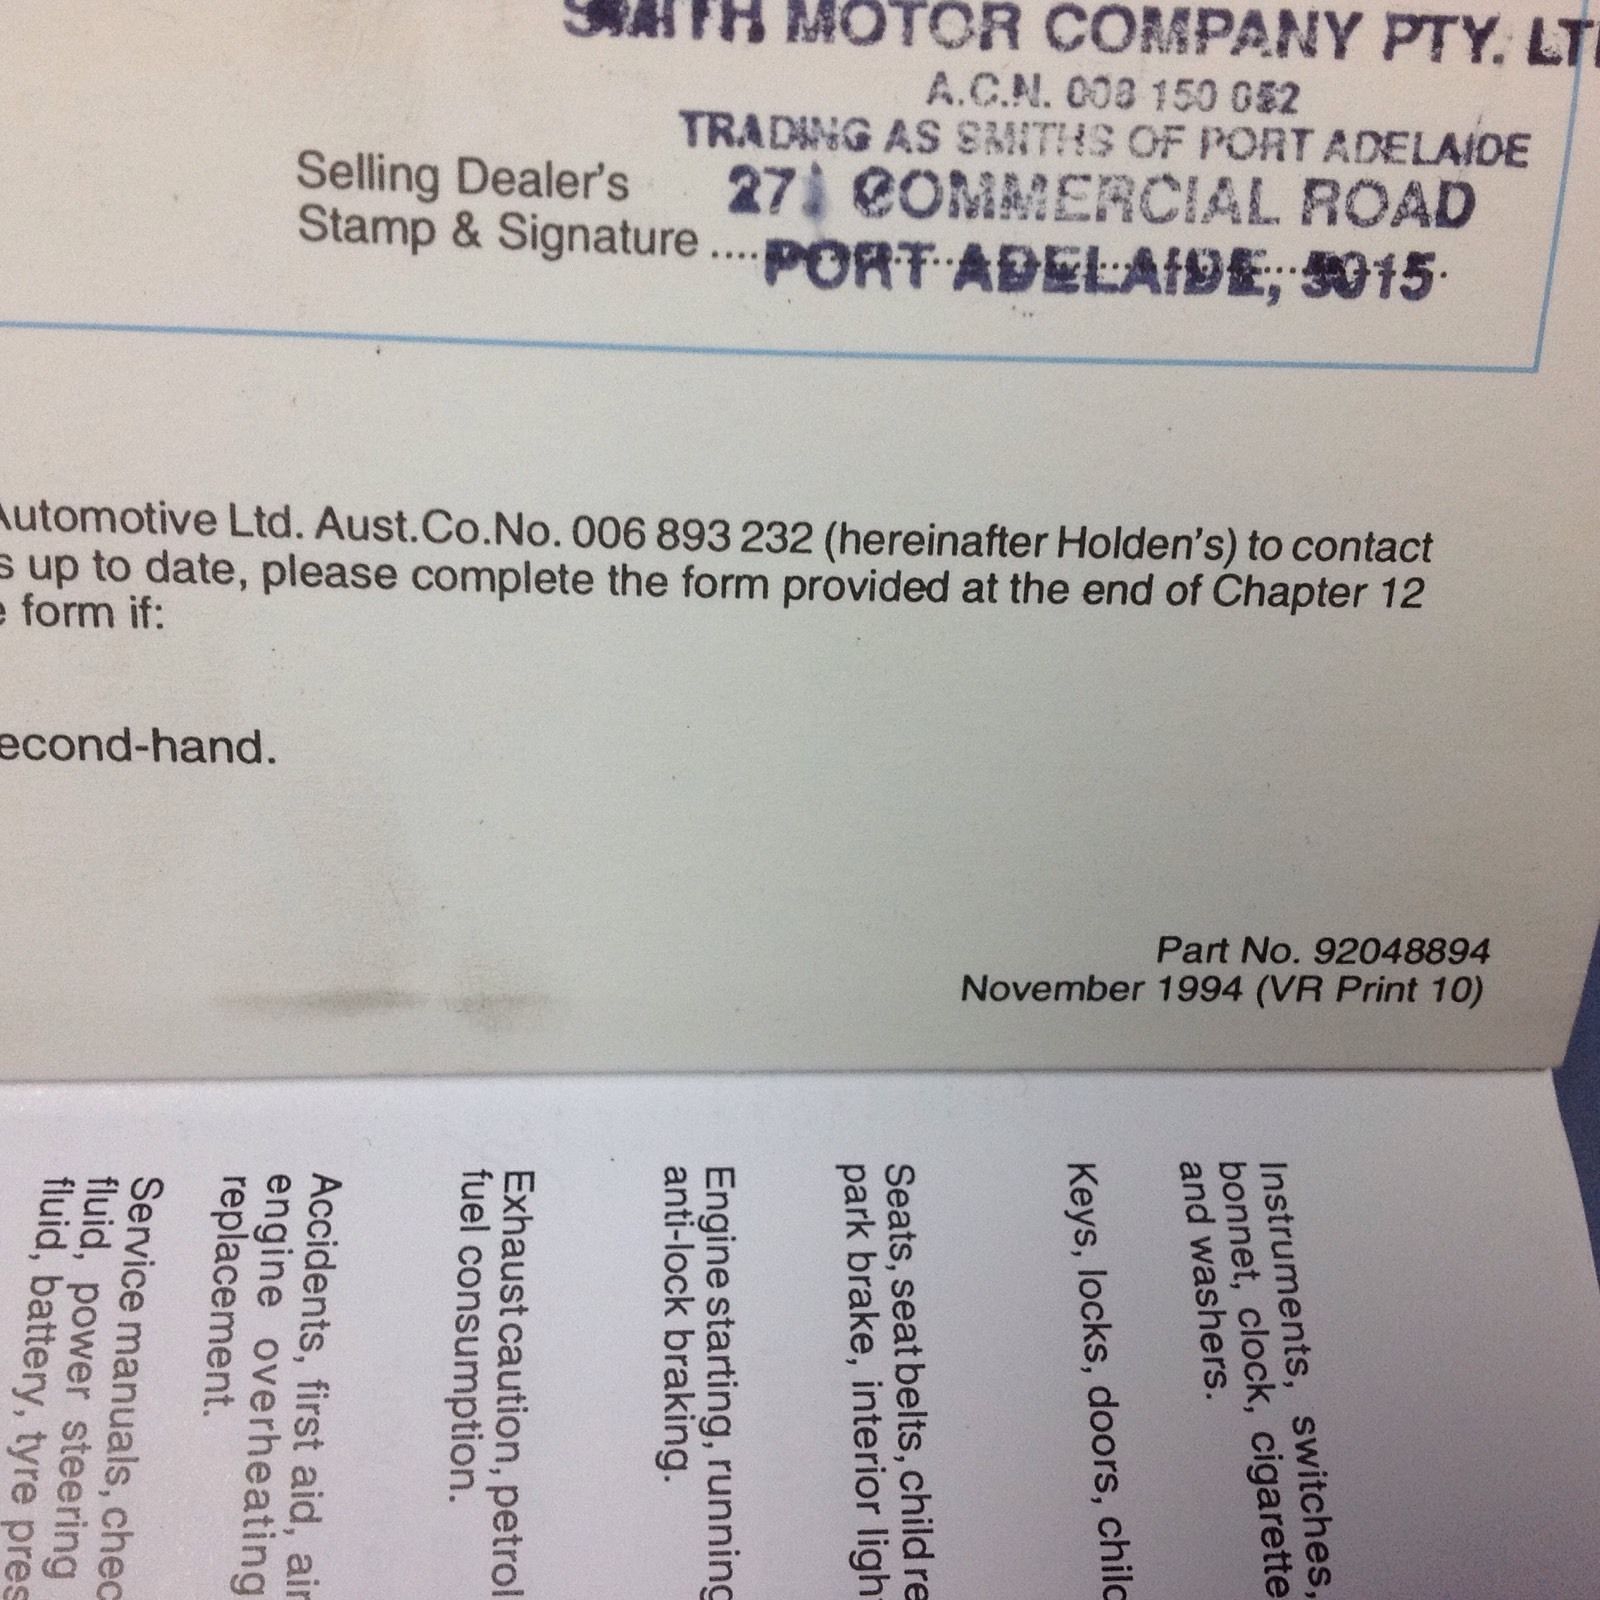 SMITH MOTOR COMPANY PTY. LT
A.C.N. 008 150 052
TRADING AS SMITHS OF PORT ADELAIDE
Selling Dealer's
271 COMMERCIAL ROAD
Stamp & Signature ....
PORT ADELAIDE, 5015
Automotive Ltd. Aust.Co.No. 006 893 232 (hereinafter Holden's) to contact
s up to date, please complete the form provided at the end of Chapter 12
e form if:
econd-hand.
Part No. 92048894
November 1994 (VR Print 10)
Instruments, switches,
bonnet, clock, cigarette
and washers.
Keys, locks, doors, child
Seats, seat belts, child re
park brake, interior ligh
Engine starting, running
anti-lock braking.
Exhaust caution, petrol
fuel consumption.
Accidents, first aid, air
engine overheating
replacement.
Service manuals, chec
fluid, power steering
fluid, battery, tyre pres